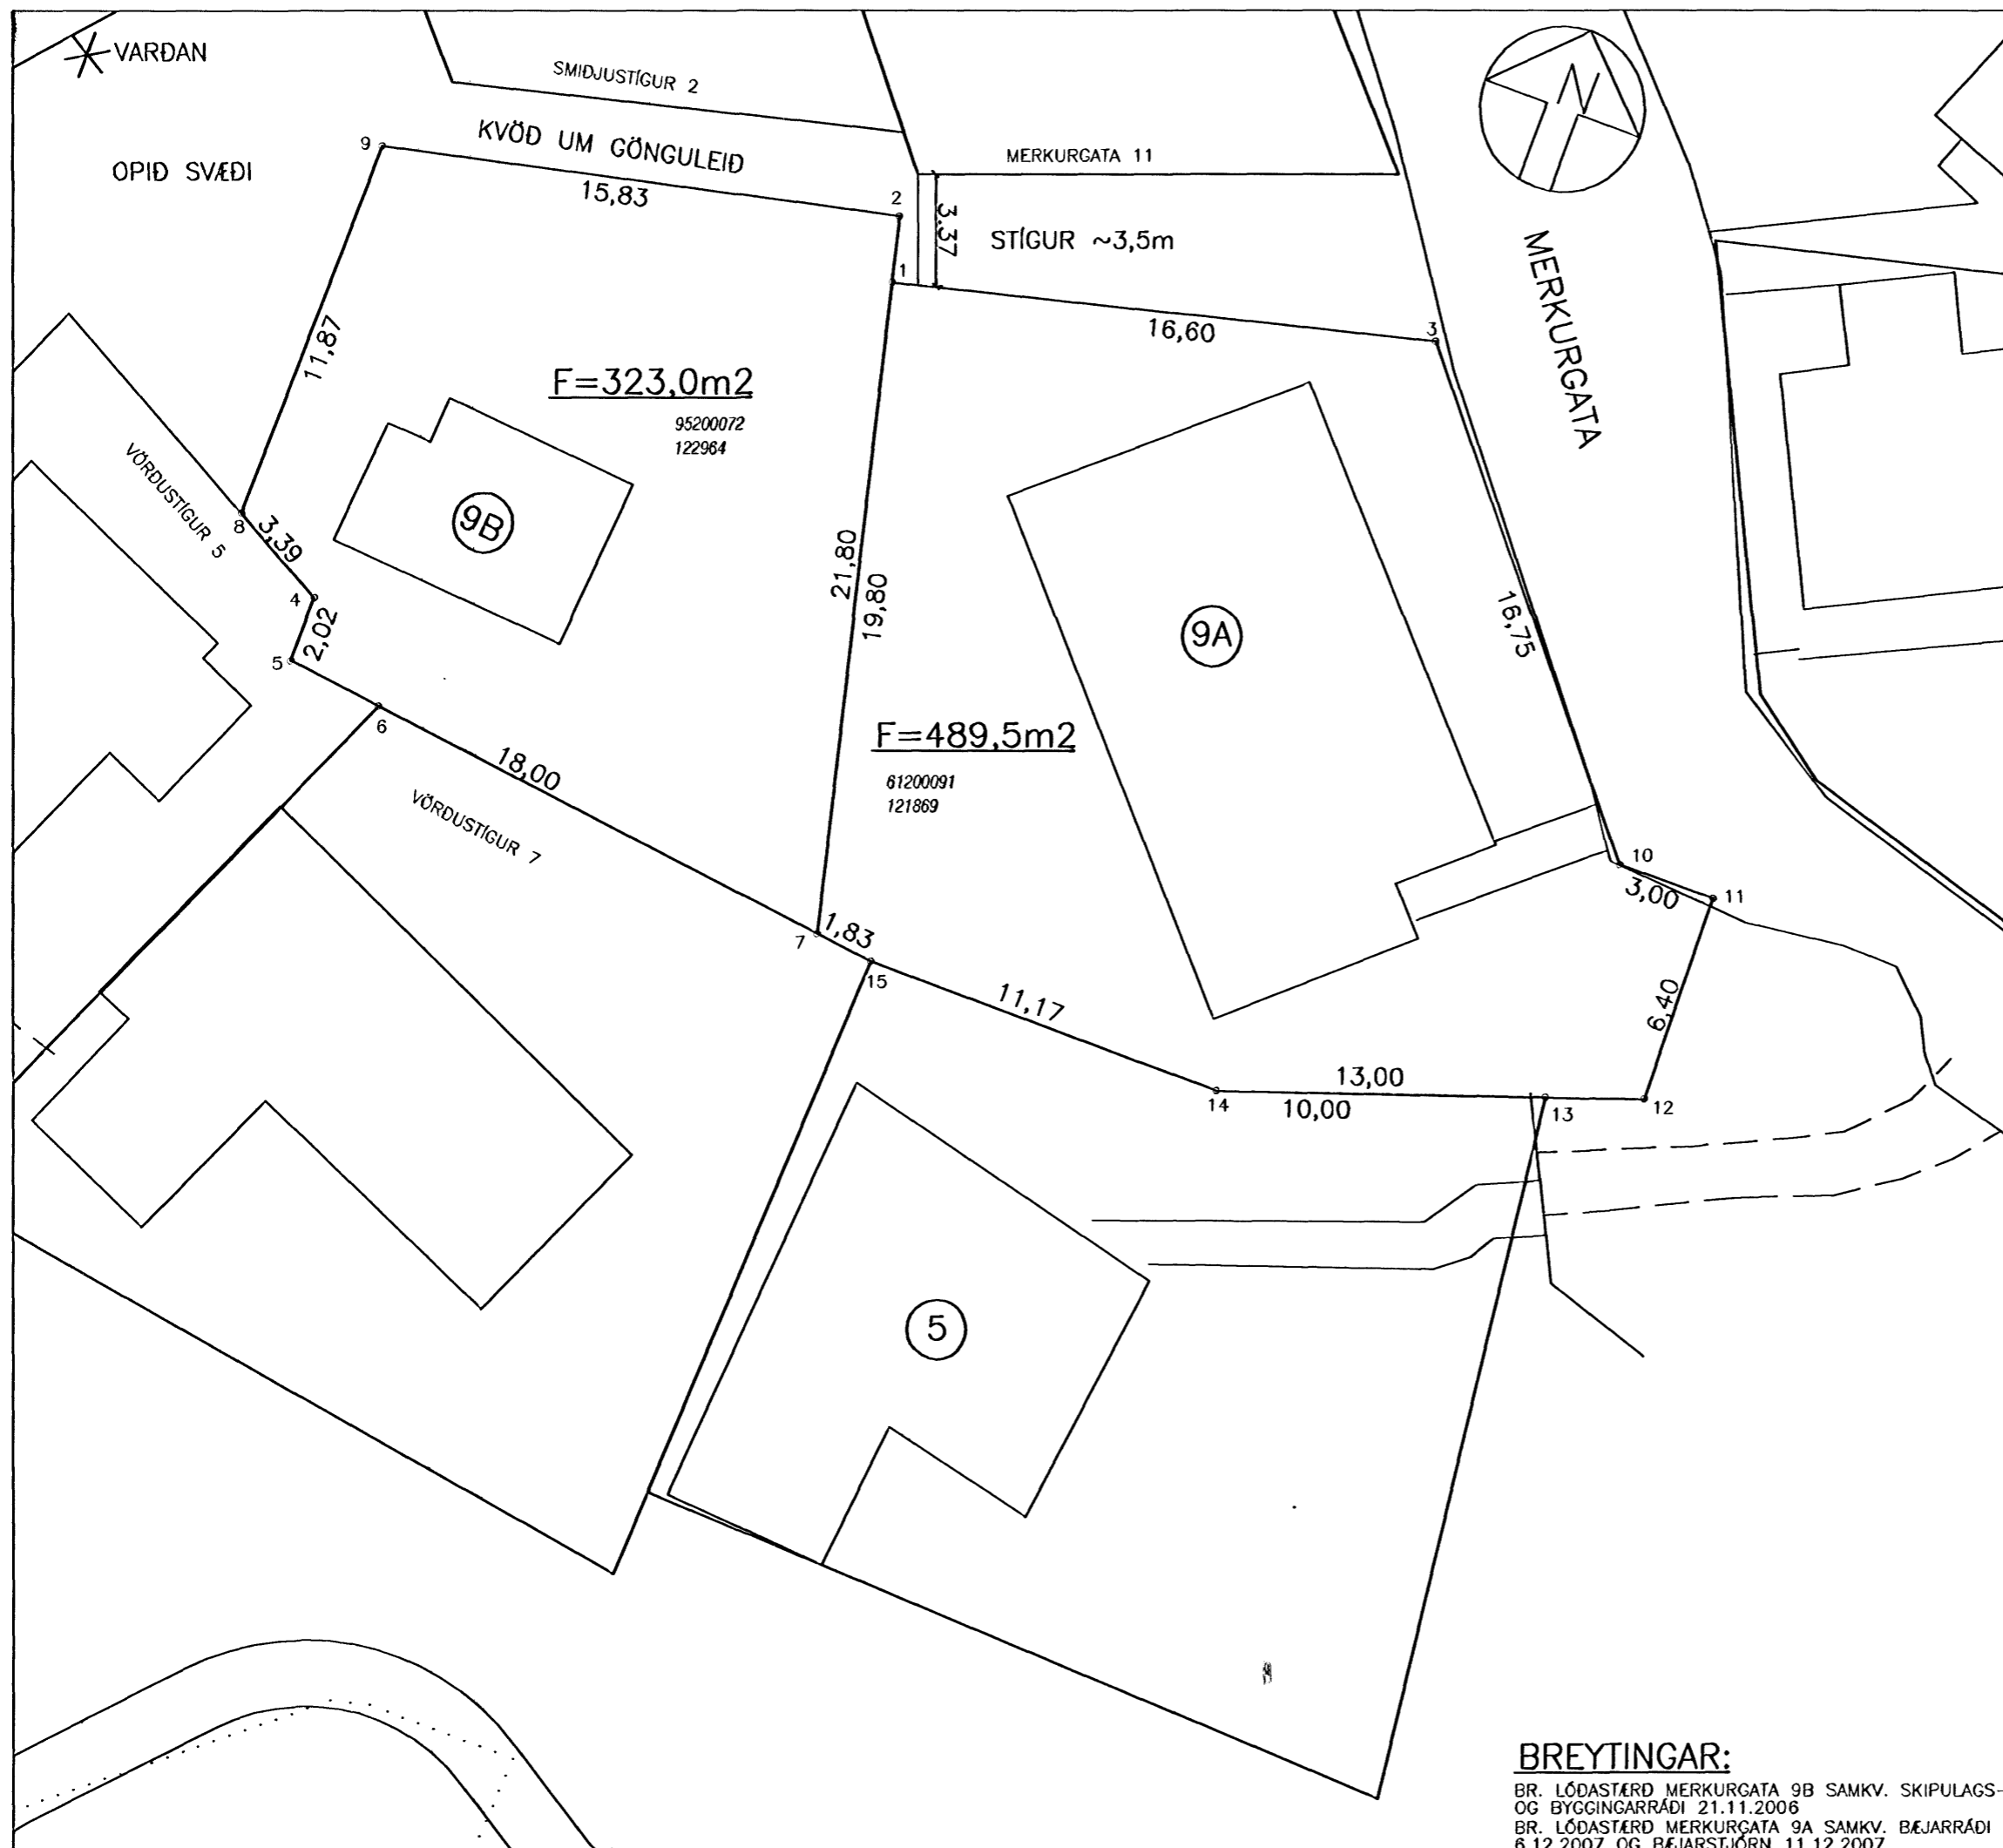 VARÐAN
SMIÐJUSTÍGUR 2
KVÖÐ UM GÖNGULEIÐ
9
OPIÐ SVÆÐI
15,83
MERKURGATA 11
2
3.37
STÍGUR ~3,5m
N
MERKURGATA
1
16,60
3
11,87
F=323,0m2
95200072
122964
VÖRÐUSTÍGUR 5
9B
8
3,39
4
2,02
5
6
21,80
19,80
9A
16,75
18,00
VÖRÐUSTÍGUR 7
F=489,5m2
61200091
121869
10
3,00
11
7
1,83
15
11,17
6,40
13,00
14
10,00
13
12
5
BREYTINGAR:
BR. LÓÐASTÆRÐ MERKURGATA 9B SAMKV. SKIPULAGS-
OG BYGGINGARRÁÐI 21.11.2006
BR. LÓÐASTÆRÐ MERKURGATA 9A SAMKV. BÆJARRÁÐI
6.12.2007 OG BÆJARSTJÓRN 11.12.2007